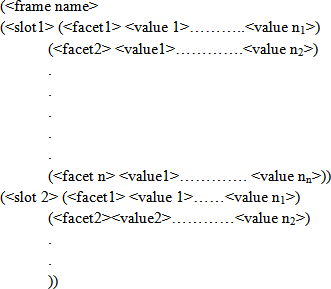 (<frame name>
(<slot1> (<facet1> <value 1>……….<value n₁>)
(<facet2> <value1>………….<value n₂>)
.
.
.
.
.
(<facet n> <value1>…………. <value nₙ>))
(<slot 2> (<facet1> <value 1>……<value n₁>)
(<facet2><value2>…………<value n₂>)
.
.
))